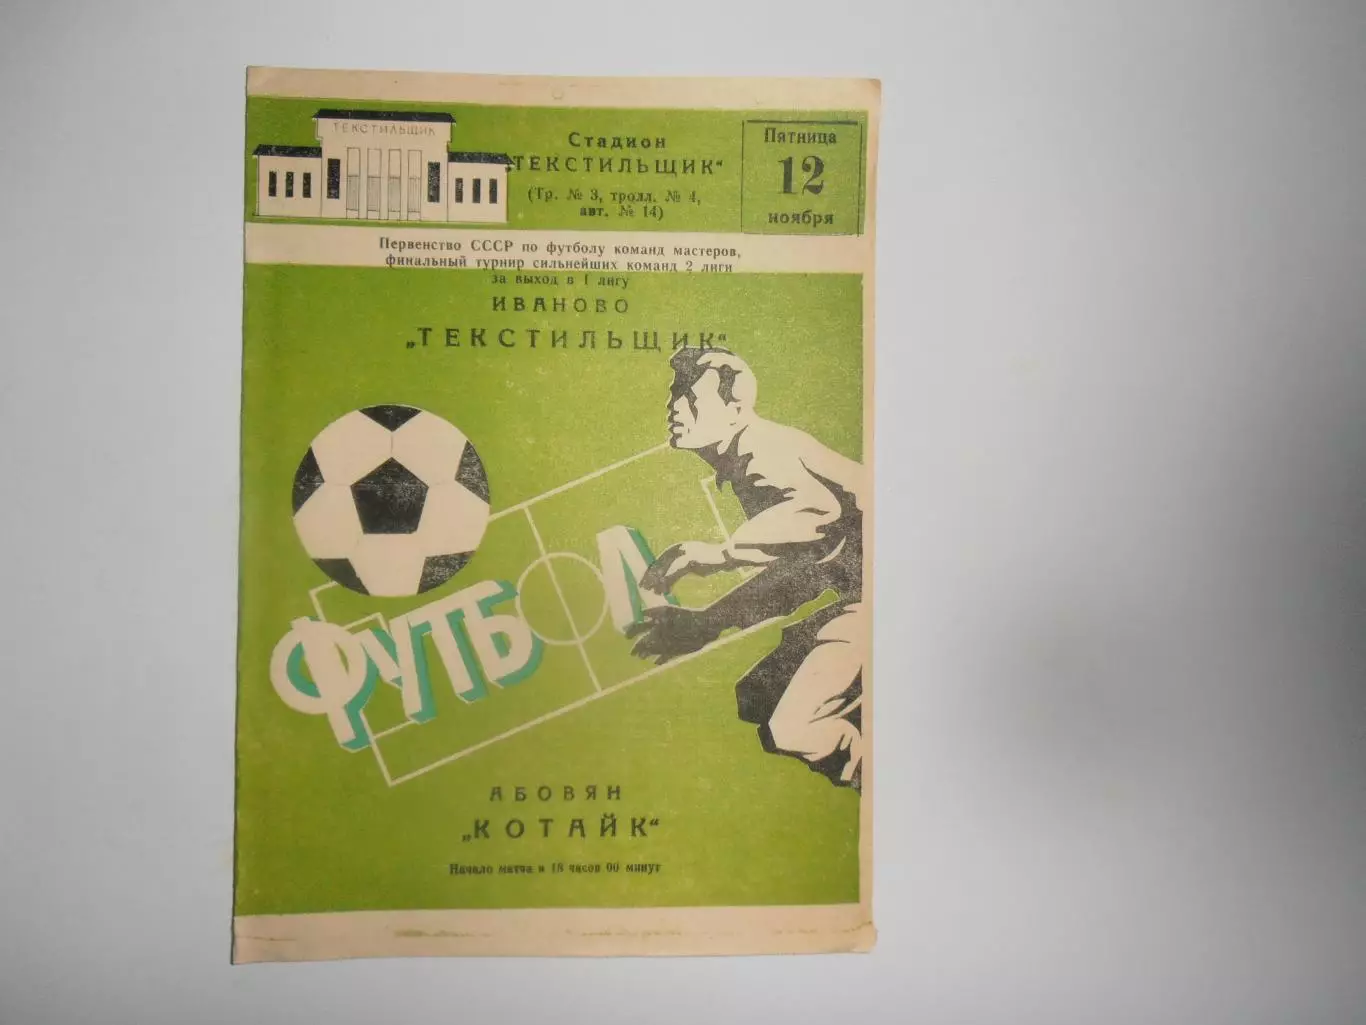 ТЕКСТИЛЬЩИК
Стадион
„ТЕКСТИЛЬЩИК“
(Тр. № 3, тролл. № 4,
авт. № 14)
Пятница
12
ноября
Первенство СССР по футболу команд мастеров,
финальный турнир сильнейших команд 2 лиги
за выход в 1 лигу
ИВАНОВО
„ТЕКСТИЛЬЩИК“
ФУТБОЛ
АБОВЯН
„КОТАЙК“
Начало матча в 18 часов 00 минут